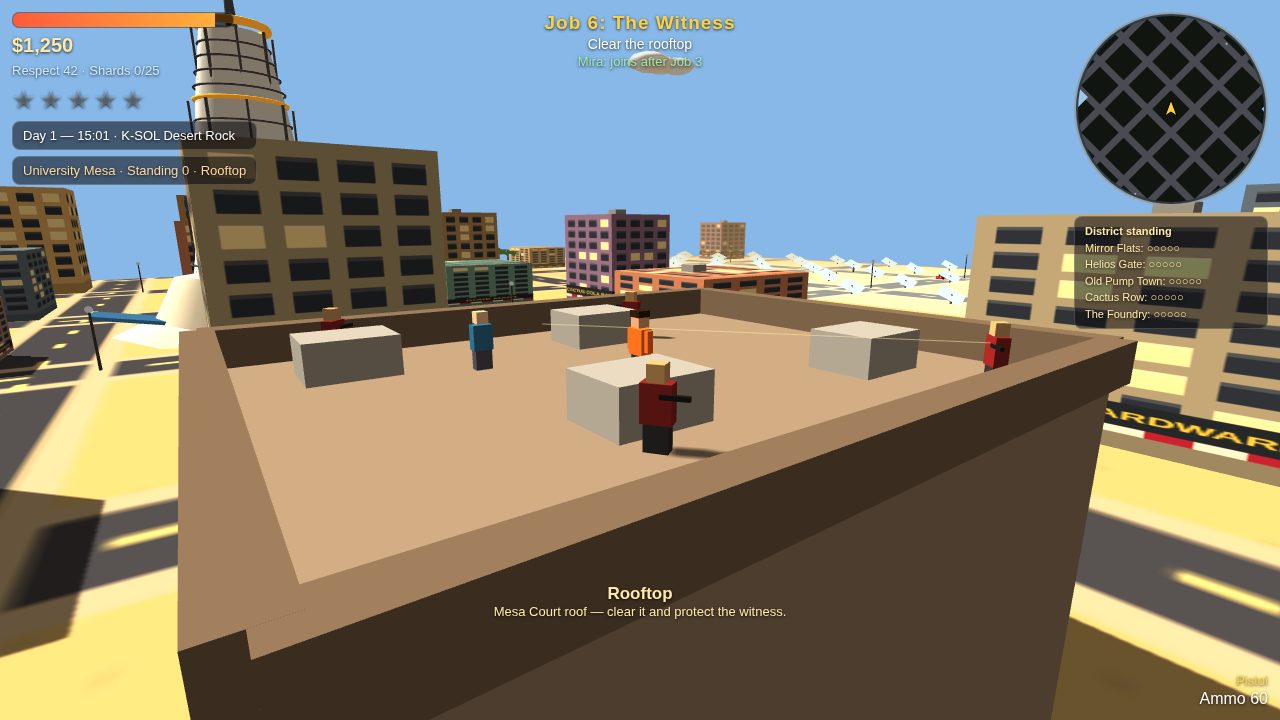 $1,250
Respect 42 · Shards 0/25
Day 1 — 15:01 · K-SOL Desert Rock
University Mesa · Standing 0 · Rooftop
Job 6: The Witness
Clear the rooftop
Mira: joins after Job 3
District standing
Mirror Flats: ○○○○○
Helios Gate: ○○○○○
Old Pump Town: ○○○○○
Cactus Row: ○○○○○
The Foundry: ○○○○○
ARDWAR
Rooftop
Mesa Court roof — clear it and protect the witness.
Pistol
Ammo 60